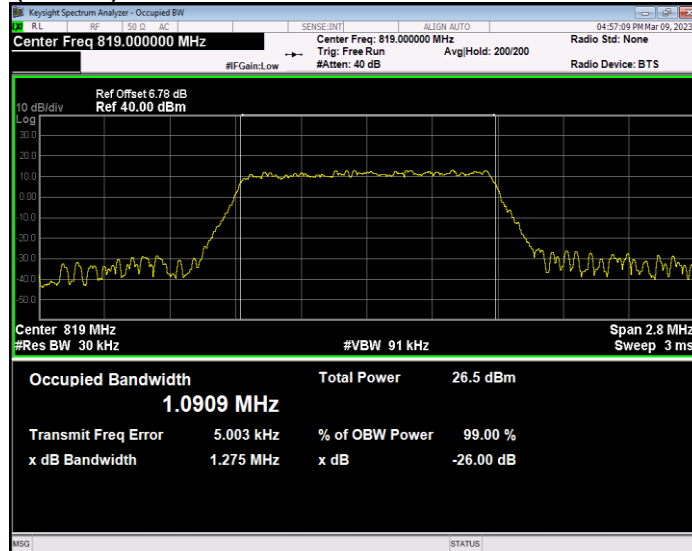 Keysight Spectrum Analyzer - Occupied BW
RL RF 50 Ω AC SENSE:INT ALIGN AUTO 04:57:09 PM Mar 09, 2023
Center Freq 819.000000 MHz Center Freq: 819.000000 MHz Radio Std: None
Trig: Free Run Avg|Hold: 200/200
#IFGain:Low #Atten: 40 dB Radio Device: BTS
Ref Offset 6.78 dB
10 dB/div Ref 40.00 dBm
Log
30.0
20.0
10.0
0.00
-10.0
-20.0
-30.0
-40.0
-50.0
Center 819 MHz Span 2.8 MHz
#Res BW 30 kHz #VBW 91 kHz Sweep 3 ms
Occupied Bandwidth Total Power 26.5 dBm
1.0909 MHz
Transmit Freq Error 5.003 kHz % of OBW Power 99.00 %
x dB Bandwidth 1.275 MHz x dB -26.00 dB
MSG STATUS